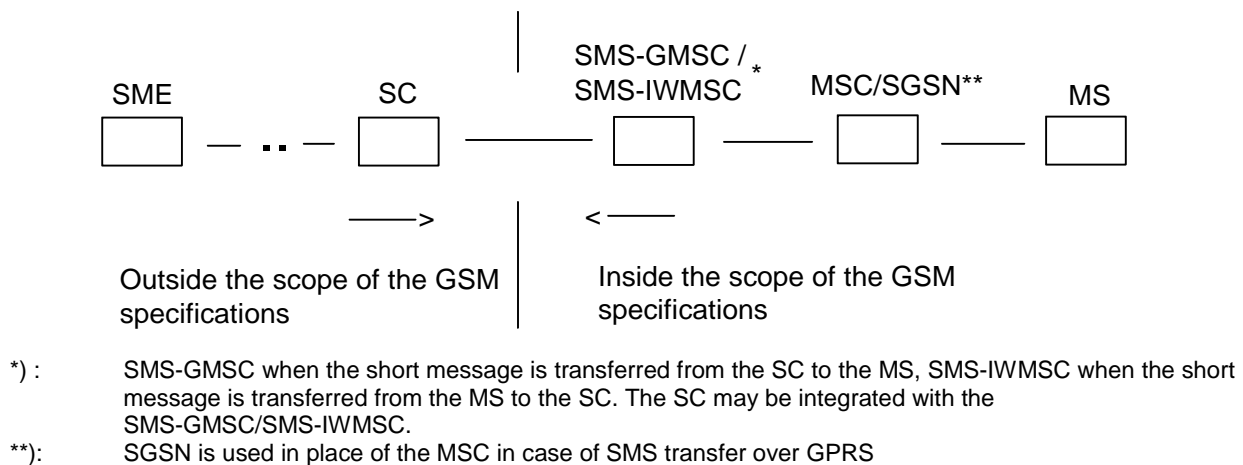 SMS-GMSC /
SMS-IWMSC *
SME
SC
MSC/SGSN**
MS
>
<
Outside the scope of the GSM
specifications
Inside the scope of the GSM
specifications
*) : SMS-GMSC when the short message is transferred from the SC to the MS, SMS-IWMSC when the short
message is transferred from the MS to the SC. The SC may be integrated with the
SMS-GMSC/SMS-IWMSC.
**): SGSN is used in place of the MSC in case of SMS transfer over GPRS